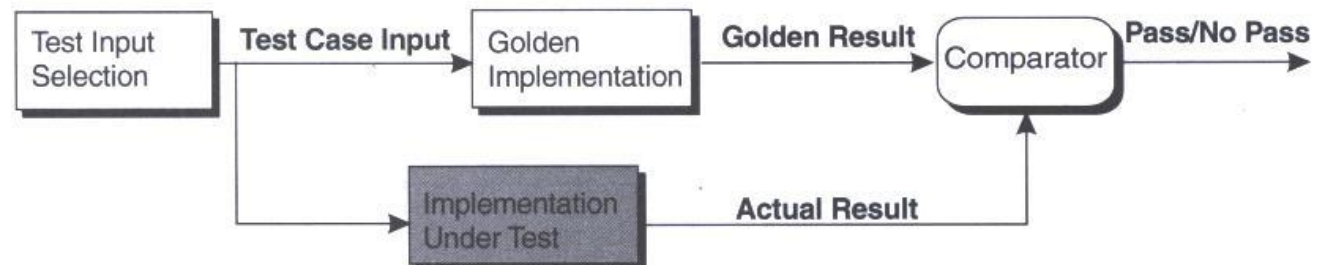 Test Input
Selection
Test Case Input
Golden
Implementation
Golden Result
Comparator
Pass/No Pass
Implementation
Under Test
Actual Result